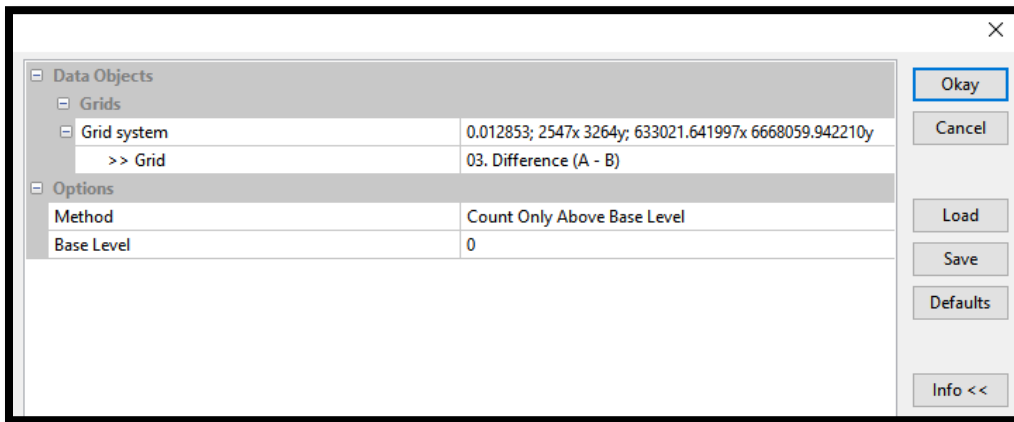 Data Objects
Grids
Grid system 0.012853; 2547x 3264y; 633021.641997x 6668059.942210y
>> Grid 03. Difference (A - B)
Options
Method Count Only Above Base Level
Base Level 0
Okay
Cancel
Load
Save
Defaults
Info <<